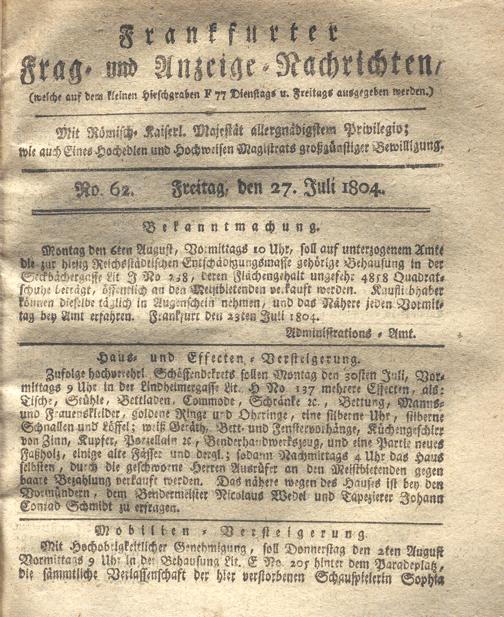 Frankfurter
Frag- und Anzeige-Nachrichten,
(welche auf dem kleinen Hirschgraben F 77 Dienstags u. Freitags ausgegeben werden.)
Mit Römisch-Kaiserl. Majestät allergnädigstem Privilegio;
wie auch Eines Hochedlen und Hochweisen Magistrats großgünstiger Bewilligung.
No. 62. Freitag, den 27. Juli 1804.
Bekanntmachung.
Montag den 6ten August, Vormittags 10 Uhr, soll auf unterzogenem Amte
die zur hiesig Reichsstädtischen Entschädigungsmasse gehörige Behausung in der
Seckbächergasse Lit J No 238, deren Flächengehalt ungefehr 4858 Quadrat-
schuhe beträgt, öffentlich an den Meistbietenden verkauft werden. Kaufliebhaber
können dieselbe täglich in Augenschein nehmen, und das Nähere jeden Vormit-
tag bey Amt erfahren. Frankfurt den 23ten Juli 1804.
Administrations-Amt.
Haus- und Effecten-Versteigerung.
Zufolge hochverehrl. Schöffendekrets sollen Montag den 30sten Juli, Vor-
mittags 9 Uhr in der Lindheimergasse Lit. H No. 137 mehrere Effecten, als:
Tische, Stühle, Bettladen, Commode, Schränke ꝛc., Bettung, Manns-
und Frauenskleider, goldene Ringe und Ohrringe, eine silberne Uhr, silberne
Schnallen und Löffel; weiß Geräth, Bett- und Fenstervorhänge, Küchengeschirr
von Zinn, Kupfer, Porzellain ꝛc, Benderhandwerkszeug, und eine Partie neues
Faßholz, einige alte Fässer und dergl.; sodann Nachmittags 4 Uhr das Haus
selbsten, durch die geschworne Herren Ausrüfer an den Meistbietenden gegen
baare Bezahlung verkauft werden. Das nähere wegen des Hauses ist bey den
Vormündern, dem Bendermeister Nicolaus Wedel und Tapezierer Johann
Conrad Schmidt zu erfragen.
Mobilien-Versteigerung.
Mit Hochobrigkeitlicher Genehmigung, soll Donnerstag den 2ten August
Vormittags 9 Uhr in der Behausung Lit. E No. 205 hinter dem Paradeplatz,
die sämmtliche Verlassenschaft der hier verstorbenen Schauspielerin Sophia